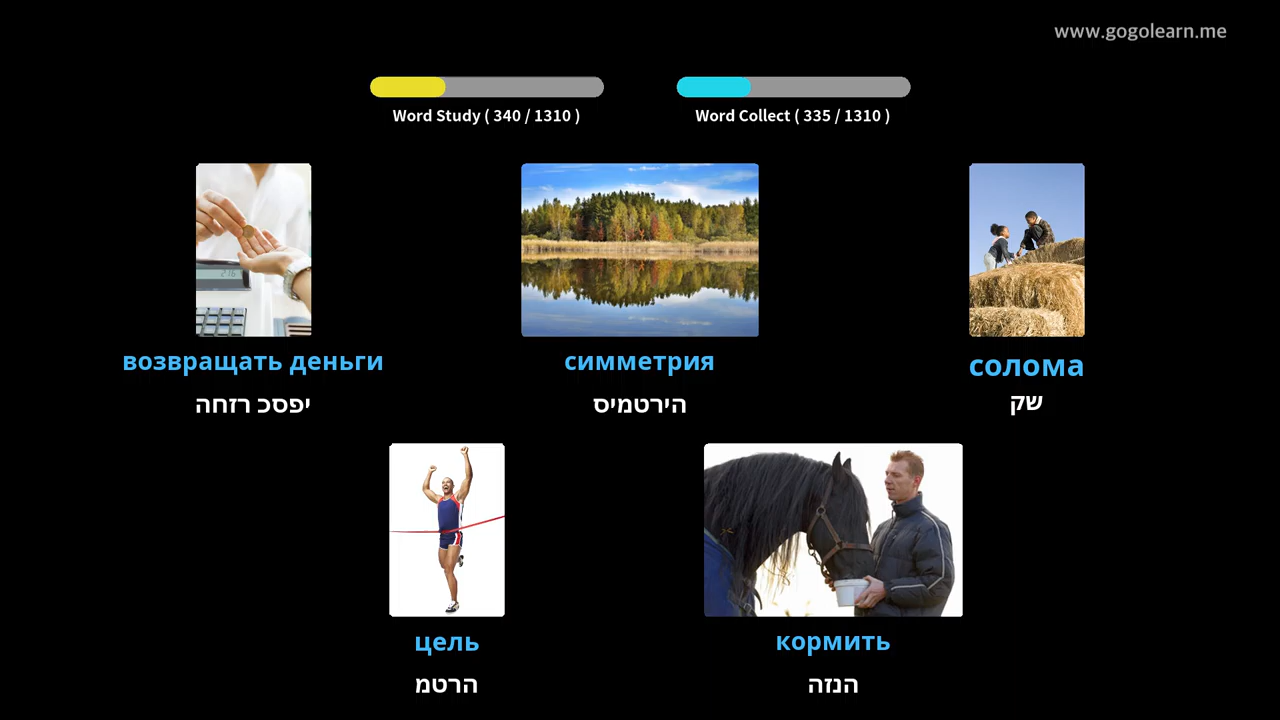 www.gogolearn.me
Word Study ( 340 / 1310 )
Word Collect ( 335 / 1310 )
возвращать деньги
יפסכ רזחה
симметрия
הירטמיס
солома
שק
цель
הרטמ
кормить
הנזה